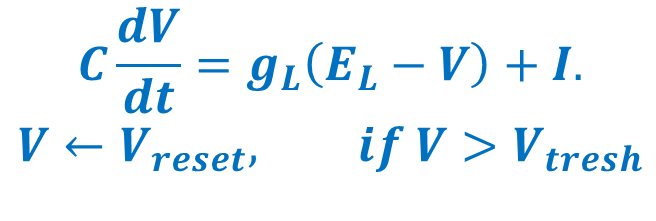 C dV/dt = g_L(E_L − V) + I.
V ← V_reset, if V > V_tresh